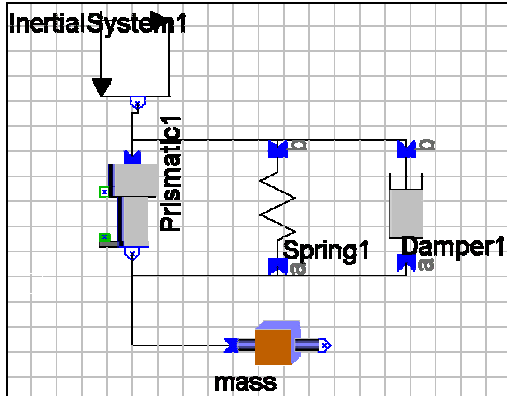 InertialSystem1
Prismatic1
b
b
Spring1
Damper1
a
a
mass